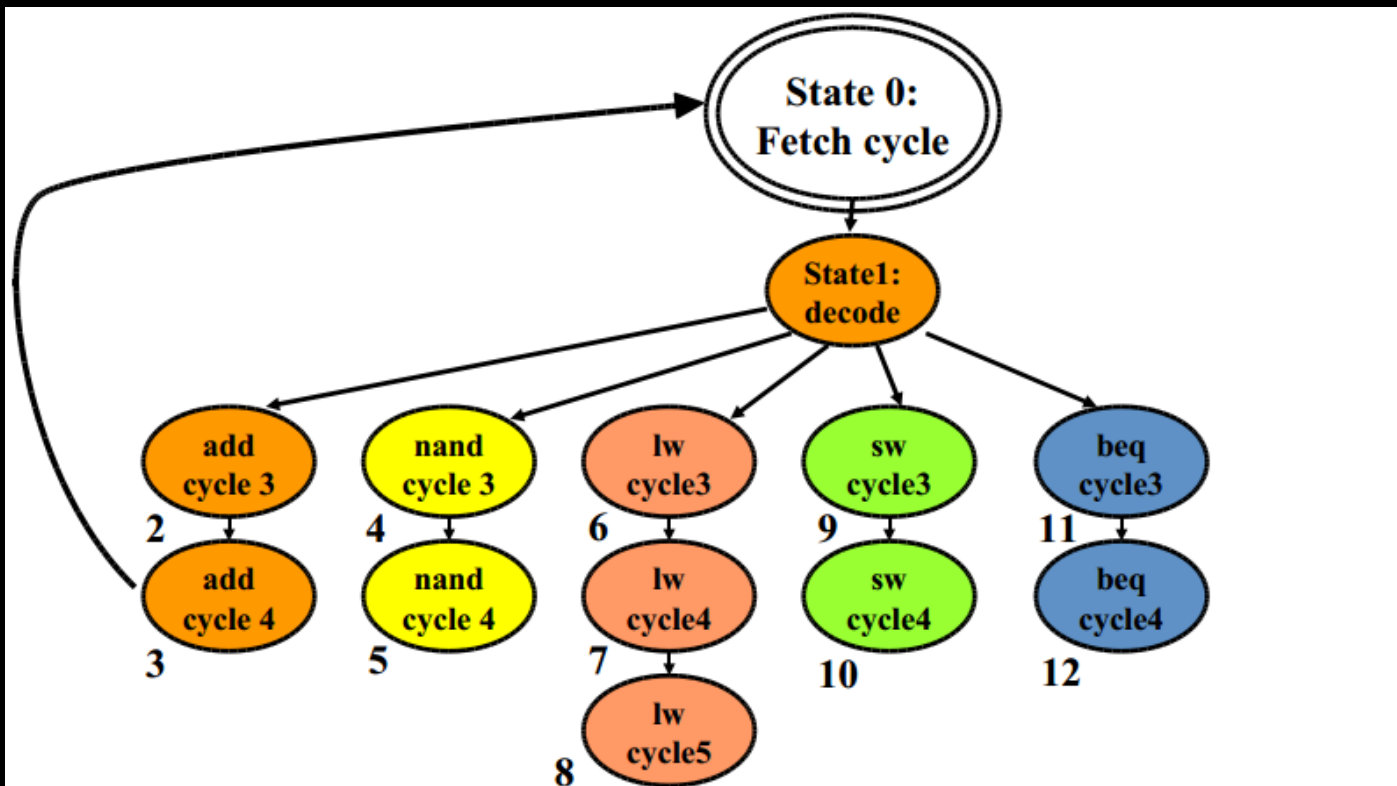 State 0:
Fetch cycle
State1:
decode
add
cycle 3
nand
cycle 3
lw
cycle3
sw
cycle3
beq
cycle3
2
4
6
9
11
add
cycle 4
nand
cycle 4
lw
cycle4
sw
cycle4
beq
cycle4
3
5
7
10
12
lw
cycle5
8